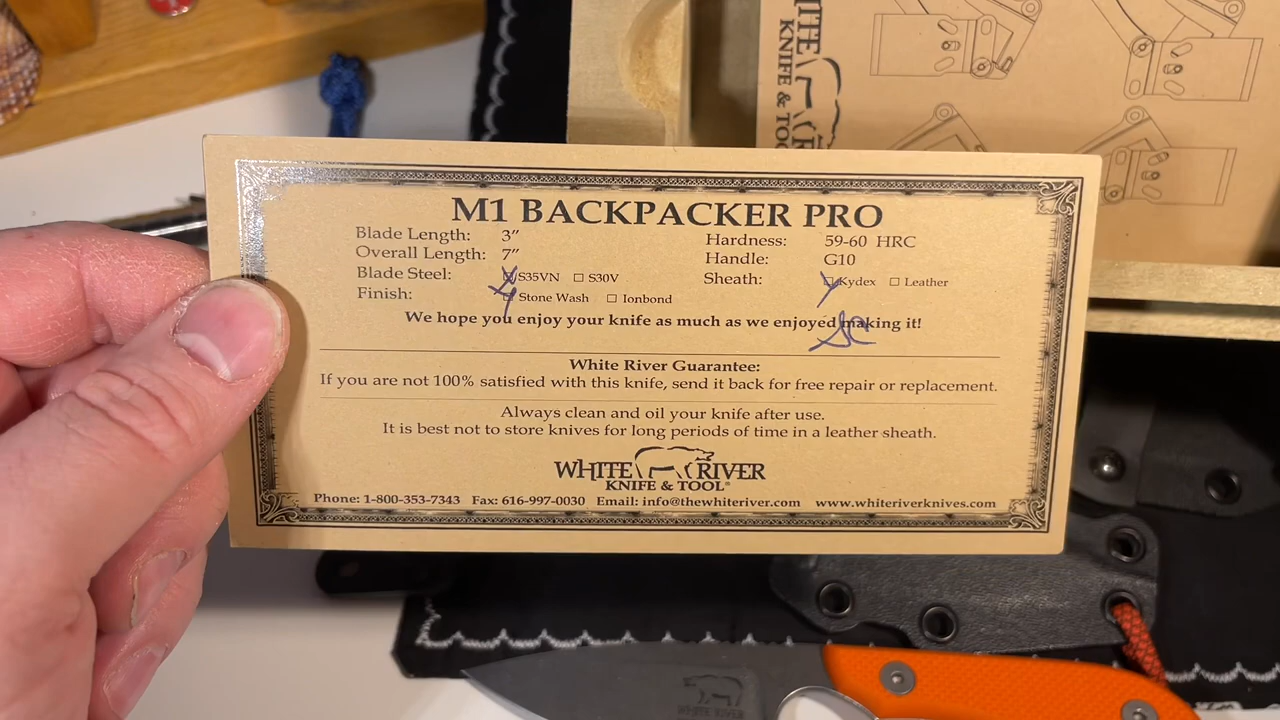 WHITE
KNIFE & TOO
M1 BACKPACKER PRO
Blade Length: 3″ Hardness: 59-60 HRC
Overall Length: 7″ Handle: G10
Blade Steel: S35VN ☐ S30V Sheath: Kydex ☐ Leather
Finish: Stone Wash ☐ Ionbond
We hope you enjoy your knife as much as we enjoyed making it!
White River Guarantee:
If you are not 100% satisfied with this knife, send it back for free repair or replacement.
Always clean and oil your knife after use.
It is best not to store knives for long periods of time in a leather sheath.
WHITE RIVER
KNIFE & TOOL®
Phone: 1-800-353-7343 Fax: 616-997-0030 Email: info@thewhiteriver.com www.whiteriverknives.com